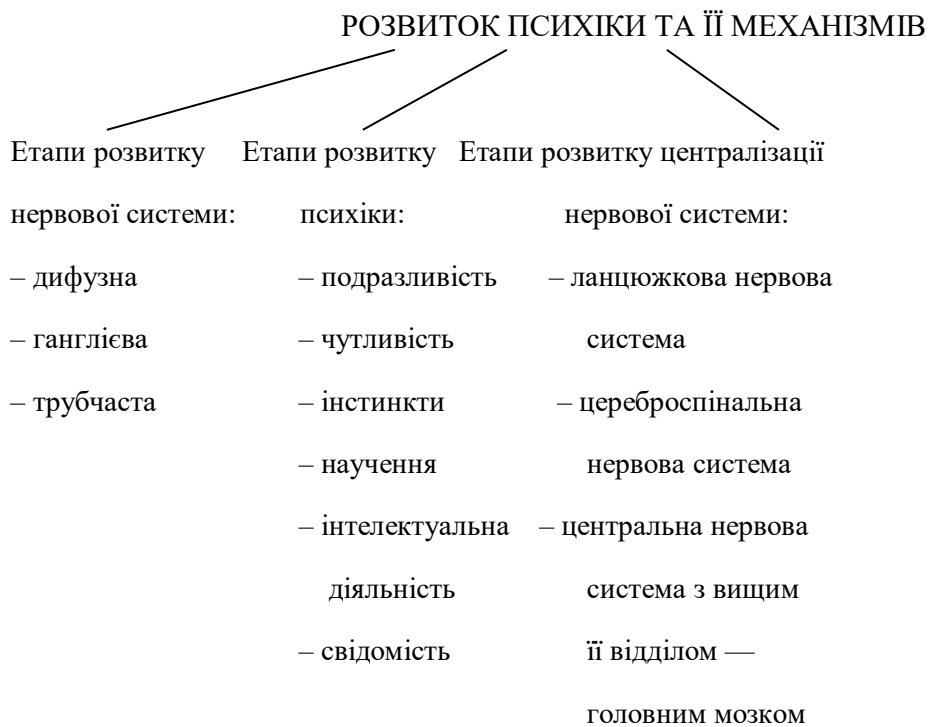 РОЗВИТОК ПСИХІКИ ТА ЇЇ МЕХАНІЗМІВ
Етапи розвитку Етапи розвитку Етапи розвитку централізації
нервової системи: психіки: нервової системи:
– дифузна – подразливість – ланцюжкова нервова
– ганглієва – чутливість система
– трубчаста – інстинкти – цереброспінальна
– научення нервова система
– інтелектуальна – центральна нервова
діяльність система з вищим
– свідомість її відділом —
головним мозком